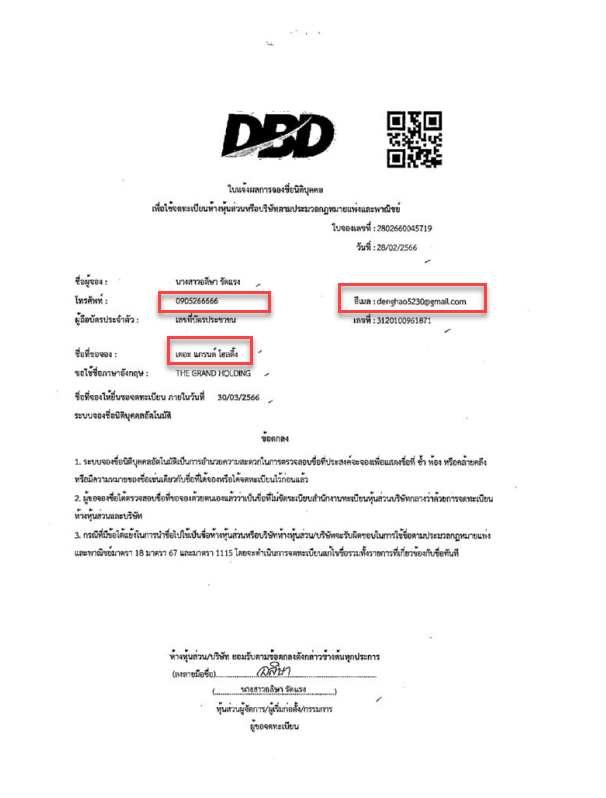 DBD
ใบแจ้งผลการจองชื่อนิติบุคคล
เพื่อใช้จดทะเบียนห้างหุ้นส่วนหรือบริษัทตามประมวลกฎหมายแพ่งและพาณิชย์
ใบจองเลขที่ : 2802660045719
วันที่ : 28/02/2566
ชื่อผู้จอง : นางสาวอลิษา รัดแรง
โทรศัพท์ : 0905266666 อีเมล : denghao5230@gmail.com
ผู้ถือบัตรประจำตัว : เลขที่บัตรประชาชน เลขที่ : 3120100961871
ชื่อที่ขอจอง : เดอะ แกรนด์ โฮลดิ้ง
ขอใช้ชื่อภาษาอังกฤษ : THE GRAND HOLDING
ชื่อที่จองให้ยื่นขอจดทะเบียน ภายในวันที่ 30/03/2566
ระบบจองชื่อนิติบุคคลอัตโนมัติ
ข้อตกลง
1. ระบบจองชื่อนิติบุคคลอัตโนมัติเป็นการอำนวยความสะดวกในการตรวจสอบชื่อที่ประสงค์จะจองเพื่อแสดงชื่อที่ ซ้ำ พ้อง หรือคล้ายคลึง
หรือมีความหมายของชื่อเช่นเดียวกับชื่อที่ได้จองหรือได้จดทะเบียนไว้ก่อนแล้ว
2. ผู้ขอจองชื่อได้ตรวจสอบชื่อที่ขอจองด้วยตนเองแล้วว่าเป็นชื่อที่ไม่ขัดระเบียบสำนักงานทะเบียนหุ้นส่วนบริษัทกลางว่าด้วยการจดทะเบียน
ห้างหุ้นส่วนและบริษัท
3. กรณีที่มีข้อโต้แย้งในการนำชื่อไปใช้เป็นชื่อห้างหุ้นส่วนหรือบริษัทห้างหุ้นส่วน/บริษัทจะรับผิดชอบในการใช้ชื่อตามประมวลกฎหมายแพ่ง
และพาณิชย์มาตรา 18 มาตรา 67 และมาตรา 1115 โดยจะดำเนินการจดทะเบียนแก้ไขชื่อรวมทั้งรายการที่เกี่ยวข้องกับชื่อทันที
ห้างหุ้นส่วน/บริษัท ยอมรับตามข้อตกลงดังกล่าวข้างต้นทุกประการ
(ลงลายมือชื่อ)......อลิษา......
(......นางสาวอลิษา รัดแรง......)
หุ้นส่วนผู้จัดการ/ผู้เริ่มก่อตั้ง/กรรมการ
ผู้ขอจดทะเบียน